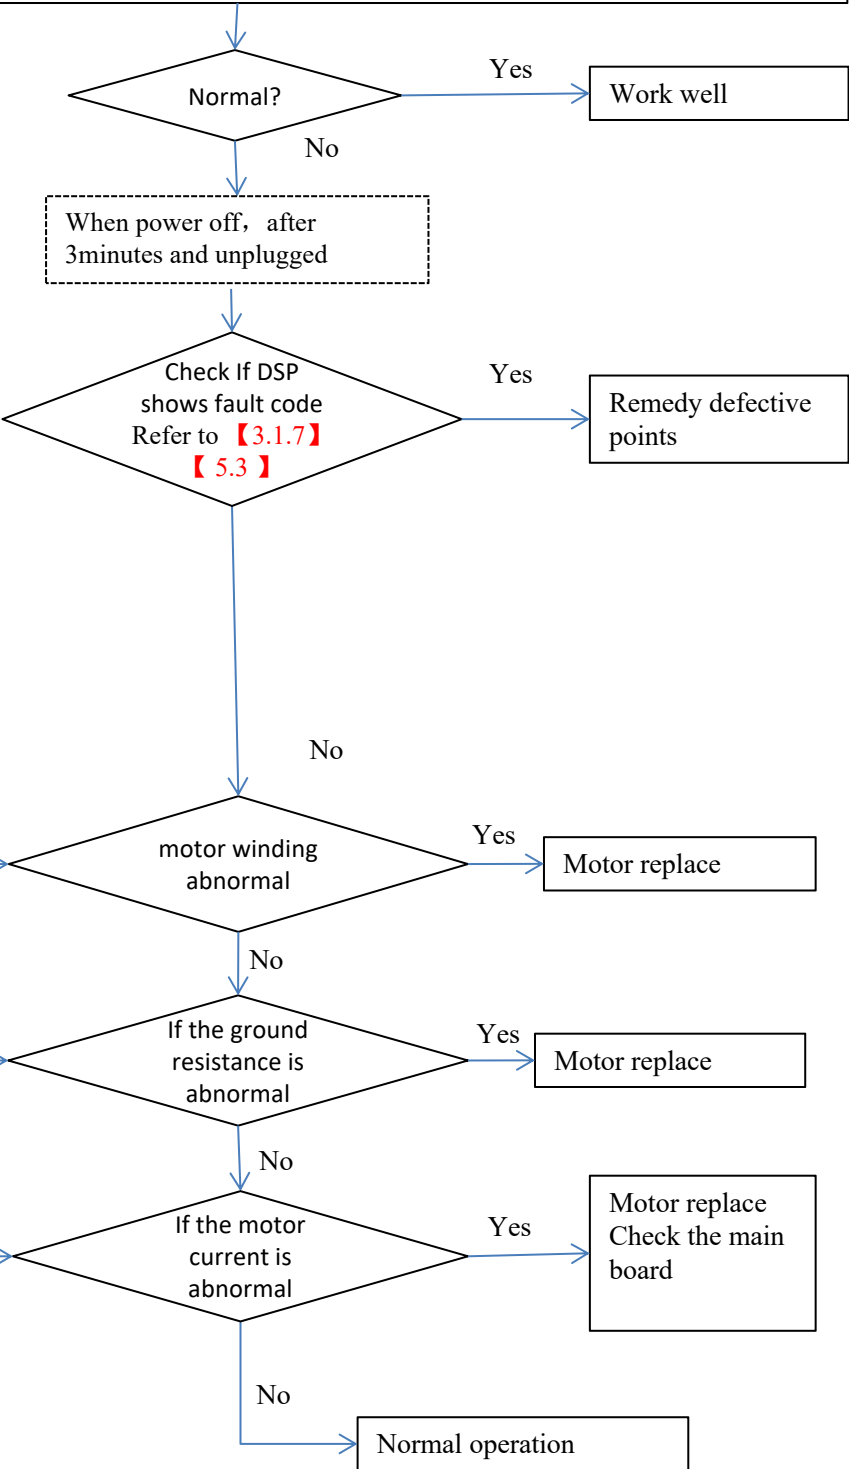 Normal?
Yes
Work well
No
When power off，after
3minutes and unplugged
Check If DSP
shows fault code
Refer to 【3.1.7】
【 5.3 】
Yes
Remedy defective
points
No
motor winding
abnormal
Yes
Motor replace
No
If the ground
resistance is
abnormal
Yes
Motor replace
No
If the motor
current is
abnormal
Yes
Motor replace
Check the main
board
No
Normal operation